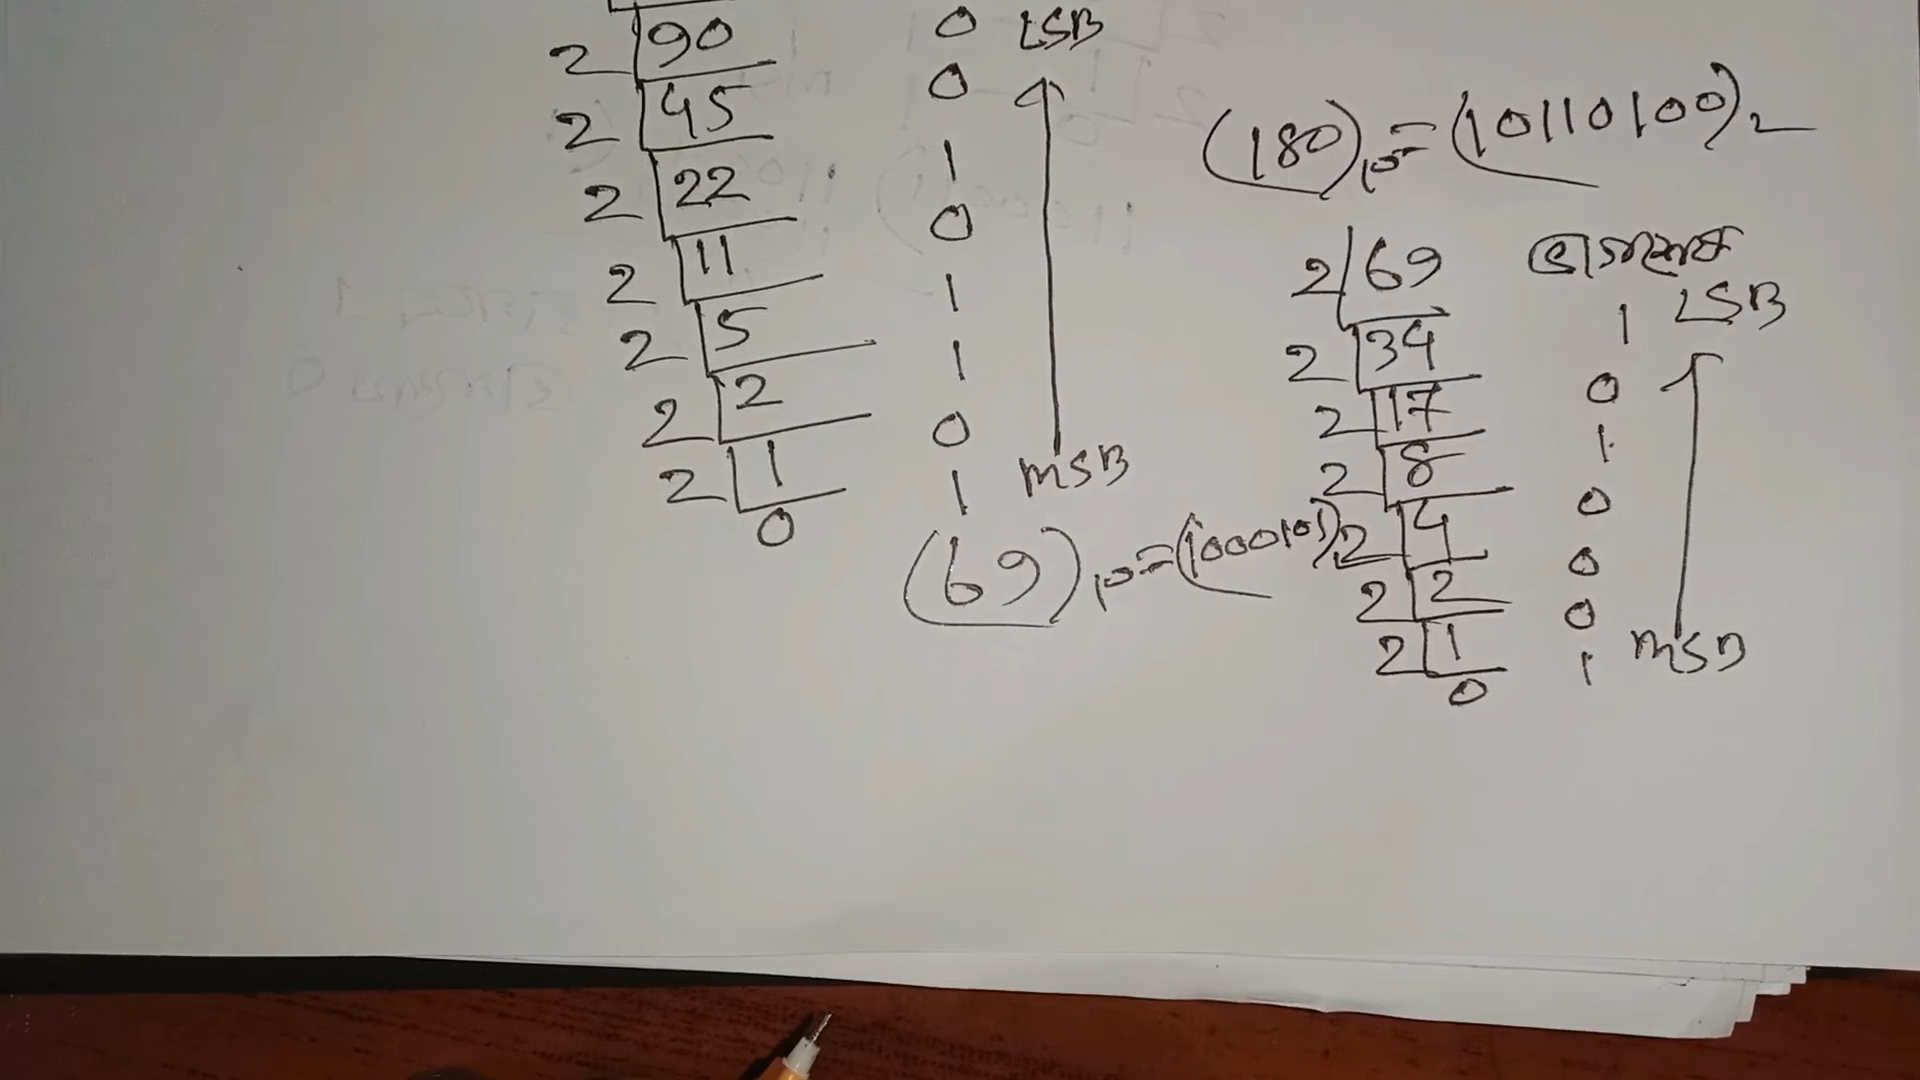 2 90 0 LSB
2 45 0
2 22 1
2 11 0
2 5 1
2 2 1
2 1 0
0 1 MSB
(180)10 = (10110100)2
2 69 ভাগশেষ
2 34 1 LSB
2 17 0
2 8 1
2 4 0
2 2 0
2 1 0
0 1 MSB
(69)10 = (1000101)2